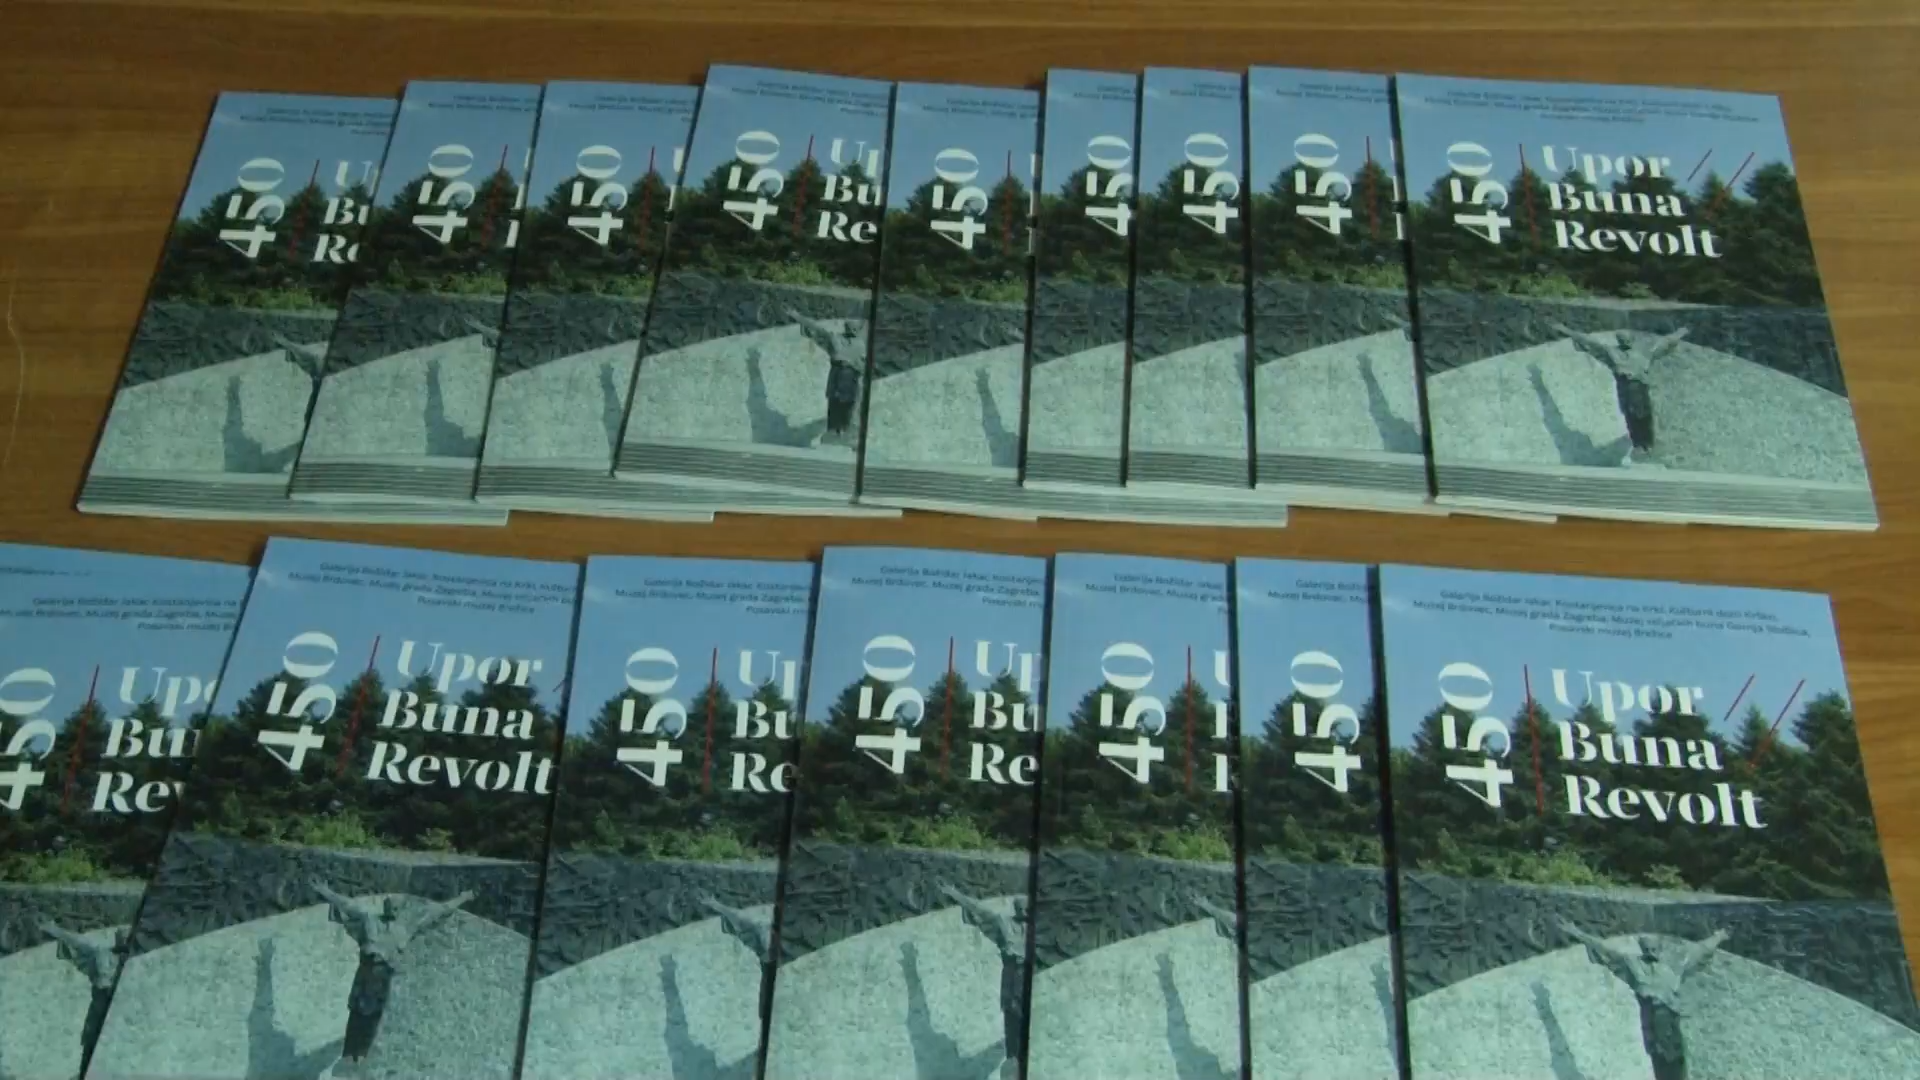 Galerija Božidar Jakac Kostanjevica na Krki, Kulturni dom Krško,
Muzej Brdovec, Muzej grada Zagreba, Muzej seljačkih buna Gornja Stubica,
Posavski muzej Brežice
450
Upor
Buna
Revolt